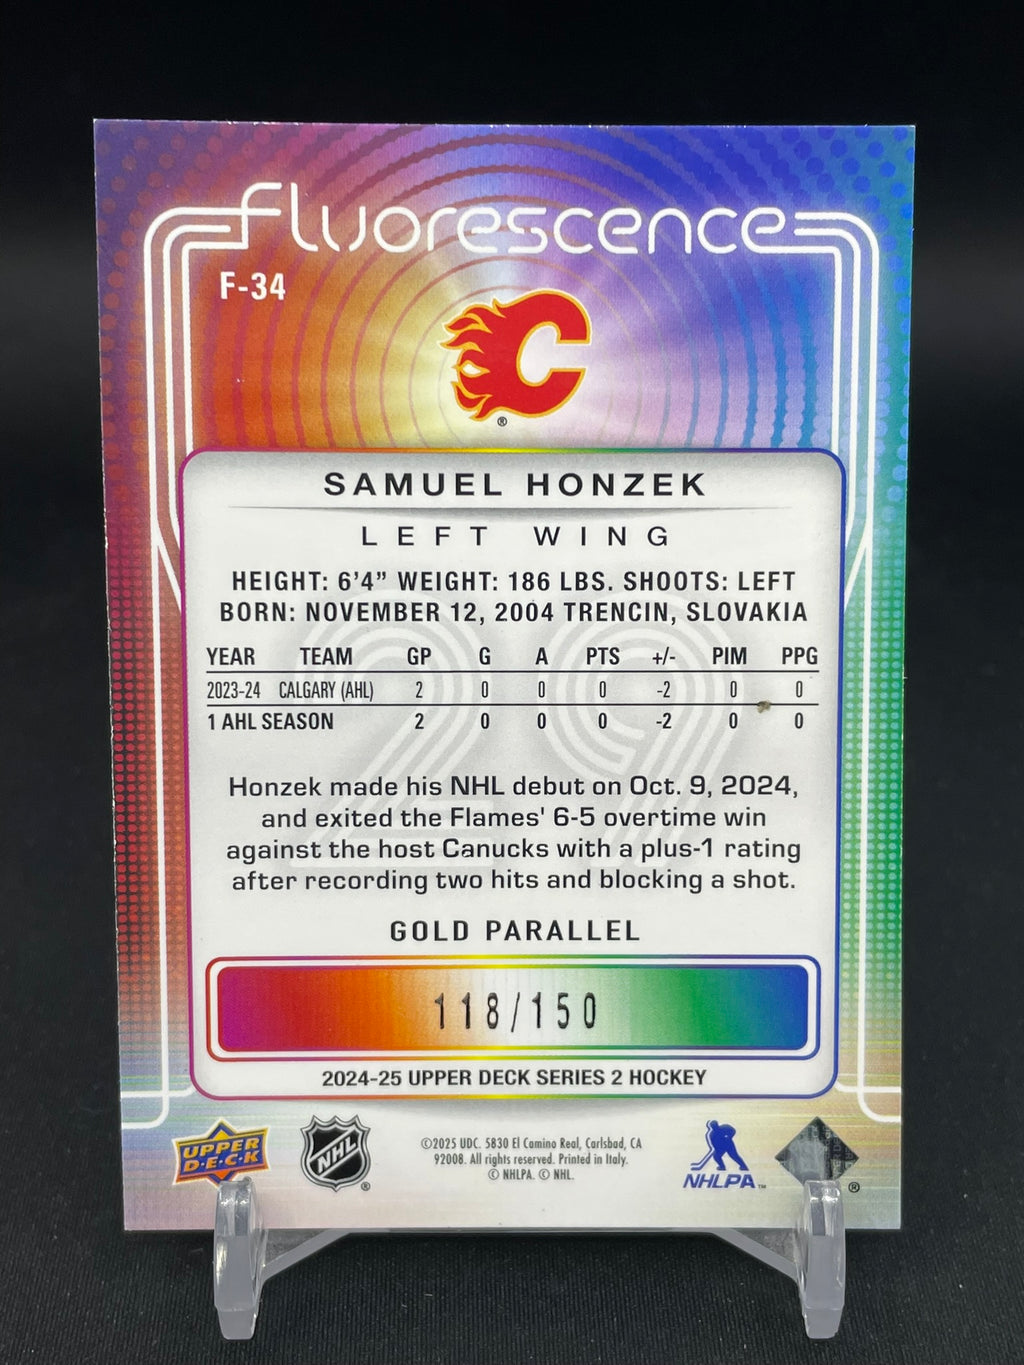 fluorescence
F-34
®
SAMUEL HONZEK
LEFT WING
HEIGHT: 6'4" WEIGHT: 186 LBS. SHOOTS: LEFT
BORN: NOVEMBER 12, 2004 TRENCIN, SLOVAKIA
YEAR TEAM GP G A PTS +/- PIM PPG
2023-24 CALGARY (AHL) 2 0 0 0 -2 0 0
1 AHL SEASON 2 0 0 0 -2 0 0
29
Honzek made his NHL debut on Oct. 9, 2024,
and exited the Flames' 6-5 overtime win
against the host Canucks with a plus-1 rating
after recording two hits and blocking a shot.
GOLD PARALLEL
118/150
2024-25 UPPER DECK SERIES 2 HOCKEY
UPPER
D·E·C·K
NHL ®
©2025 UDC. 5830 El Camino Real, Carlsbad, CA
92008. All rights reserved. Printed in Italy.
© NHLPA. © NHL.
NHLPA™
®